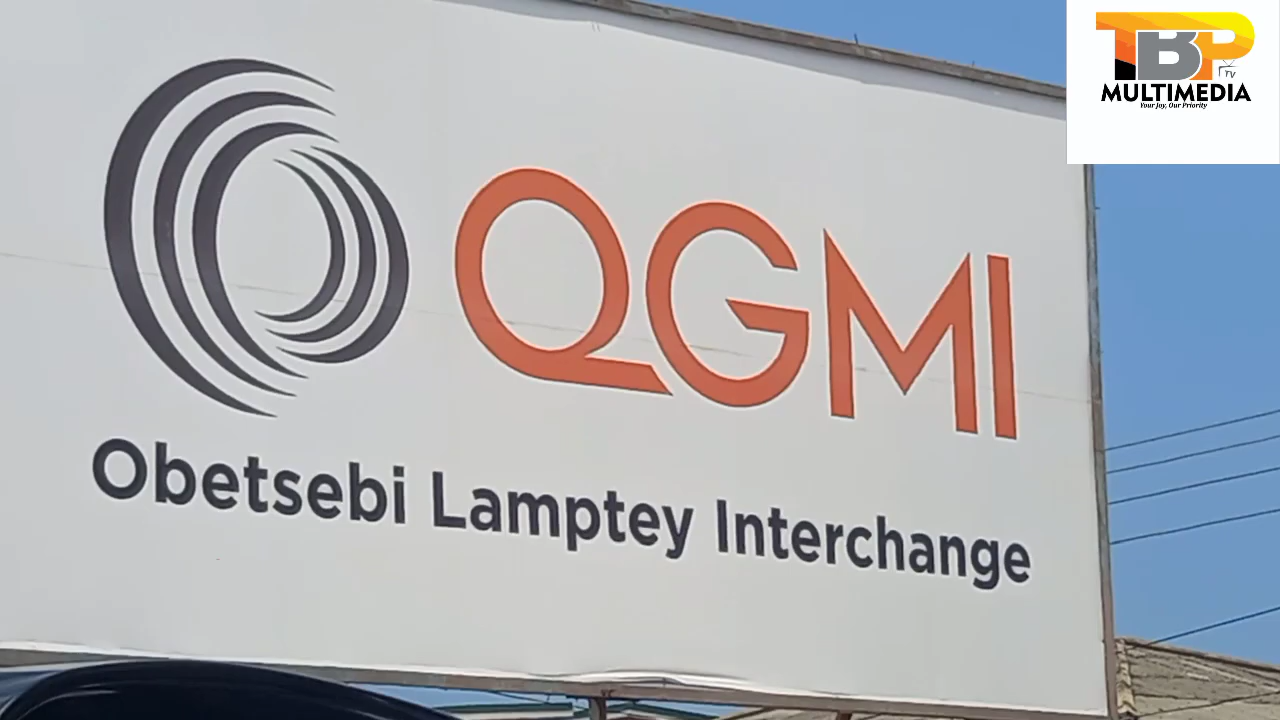 TBP
TV
MULTIMEDIA
Your Joy, Our Priority
QGMI
Obetsebi Lamptey Interchange